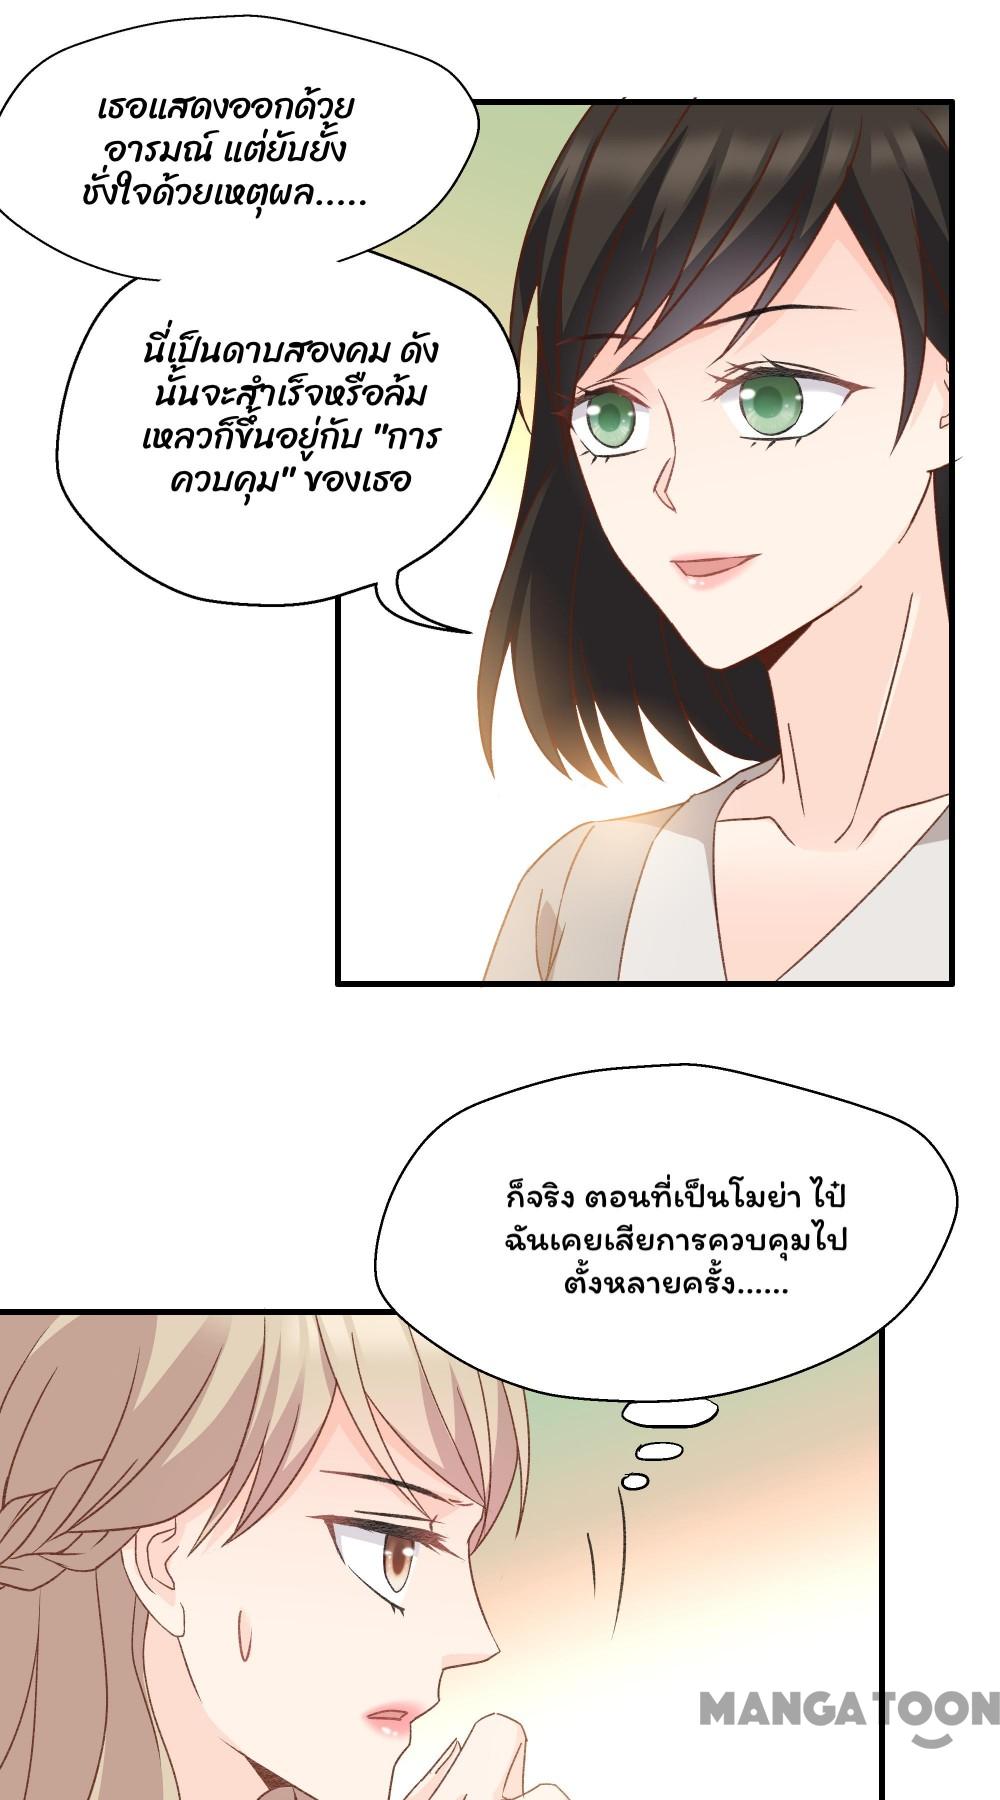 เธอแสดงออกด้วย
อารมณ์ แต่ยับยั้ง
ชั่งใจด้วยเหตุผล.....
นี่เป็นดาบสองคม ดัง
นั้นจะสำเร็จหรือล้ม
เหลวก็ขึ้นอยู่กับ "การ
ควบคุม" ของเธอ
ก็จริง ตอนที่เป็นโมย่า ไป๋
ฉันเคยเสียการควบคุมไป
ตั้งหลายครั้ง......
MANGATOON